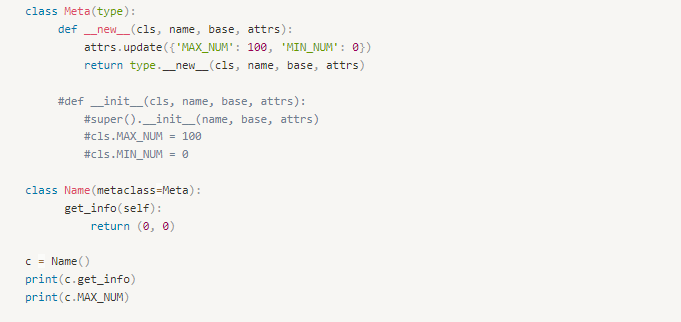 class Meta(type):
    def __new__(cls, name, base, attrs):
        attrs.update({'MAX_NUM': 100, 'MIN_NUM': 0})
        return type.__new__(cls, name, base, attrs)
    #def __init__(cls, name, base, attrs):
        #super().__init__(name, base, attrs)
        #cls.MAX_NUM = 100
        #cls.MIN_NUM = 0
class Name(metaclass=Meta):
     get_info(self):
         return (0, 0)
c = Name()
print(c.get_info)
print(c.MAX_NUM)